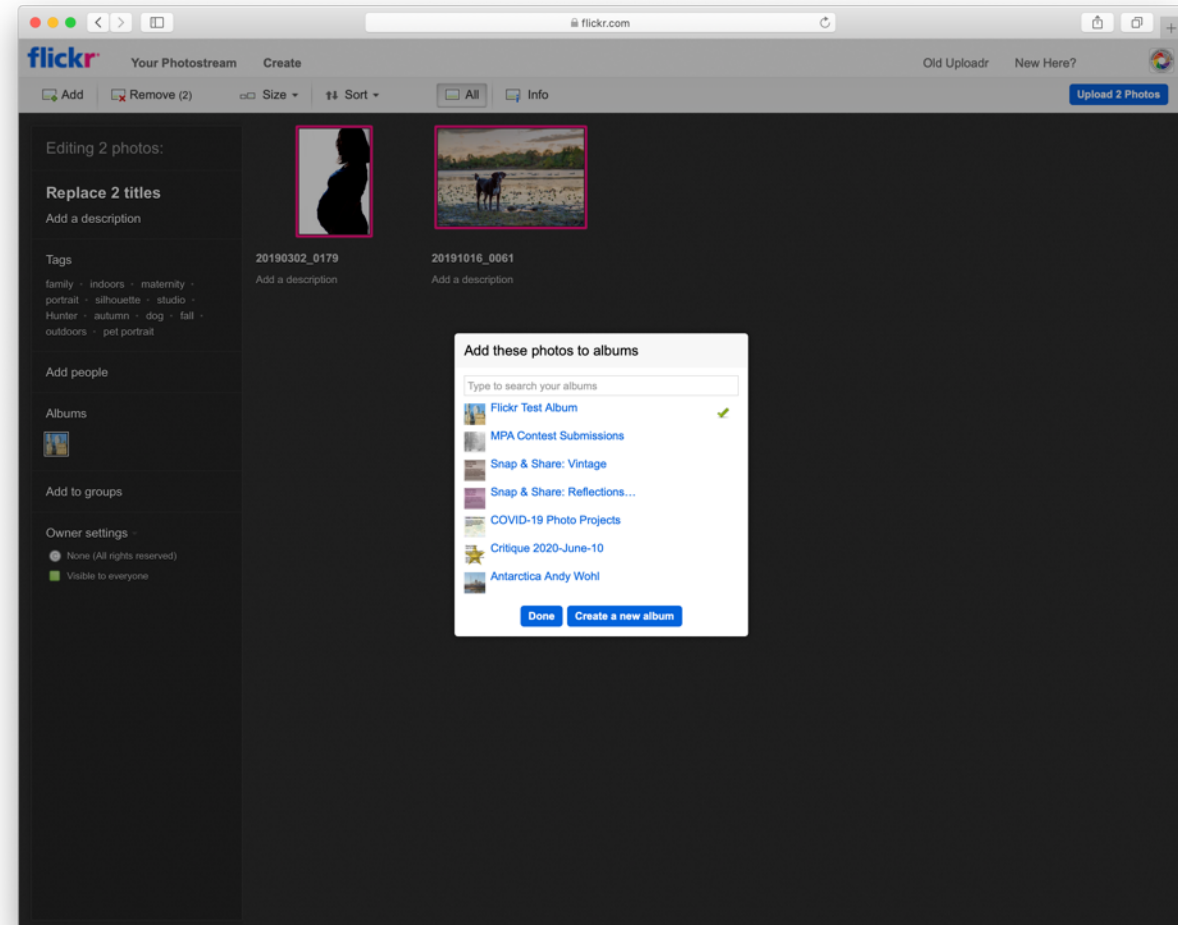 flickr.com
flickr Your Photostream Create Old Uploadr New Here?
Add Remove (2) Size Sort All Info Upload 2 Photos
Editing 2 photos:
Replace 2 titles
Add a description
Tags
family · indoors · maternity ·
portrait · silhouette · studio ·
Hunter · autumn · dog · fall ·
outdoors · pet portrait
Add people
Albums
Add to groups
Owner settings
None (All rights reserved)
Visible to everyone
20190302_0179
Add a description
20191016_0061
Add a description
Add these photos to albums
Type to search your albums
Flickr Test Album
MPA Contest Submissions
Snap & Share: Vintage
Snap & Share: Reflections...
COVID-19 Photo Projects
Critique 2020-June-10
Antarctica Andy Wohl
Done Create a new album